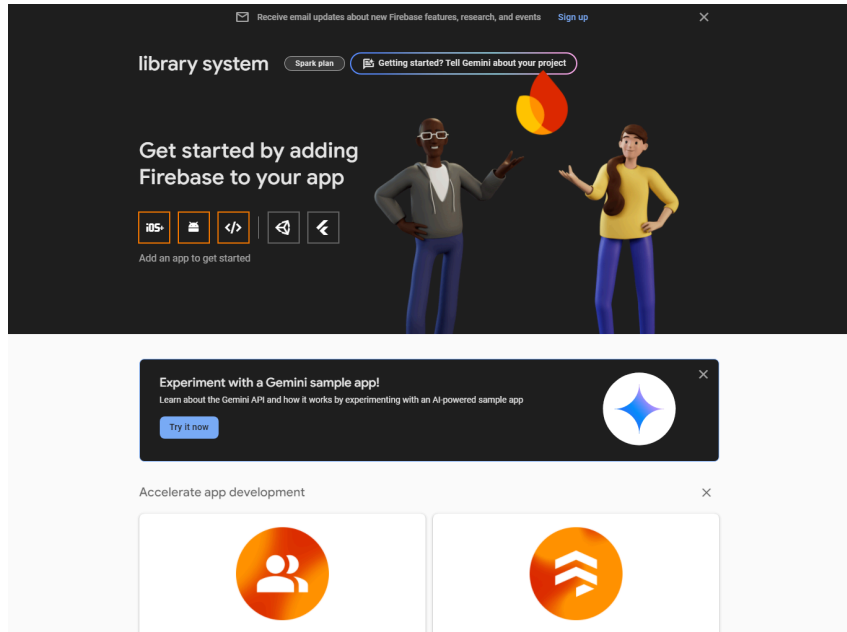 Receive email updates about new Firebase features, research, and events Sign up
library system Spark plan Getting started? Tell Gemini about your project
Get started by adding
Firebase to your app
iOS+ </>
Add an app to get started
Experiment with a Gemini sample app!
Learn about the Gemini API and how it works by experimenting with an AI-powered sample app
Try it now
Accelerate app development